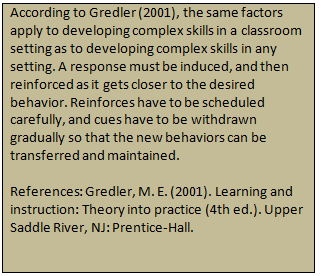 According to Gredler (2001), the same factors
apply to developing complex skills in a classroom
setting as to developing complex skills in any
setting. A response must be induced, and then
reinforced as it gets closer to the desired
behavior. Reinforces have to be scheduled
carefully, and cues have to be withdrawn
gradually so that the new behaviors can be
transferred and maintained.
References: Gredler, M. E. (2001). Learning and
instruction: Theory into practice (4th ed.). Upper
Saddle River, NJ: Prentice-Hall.